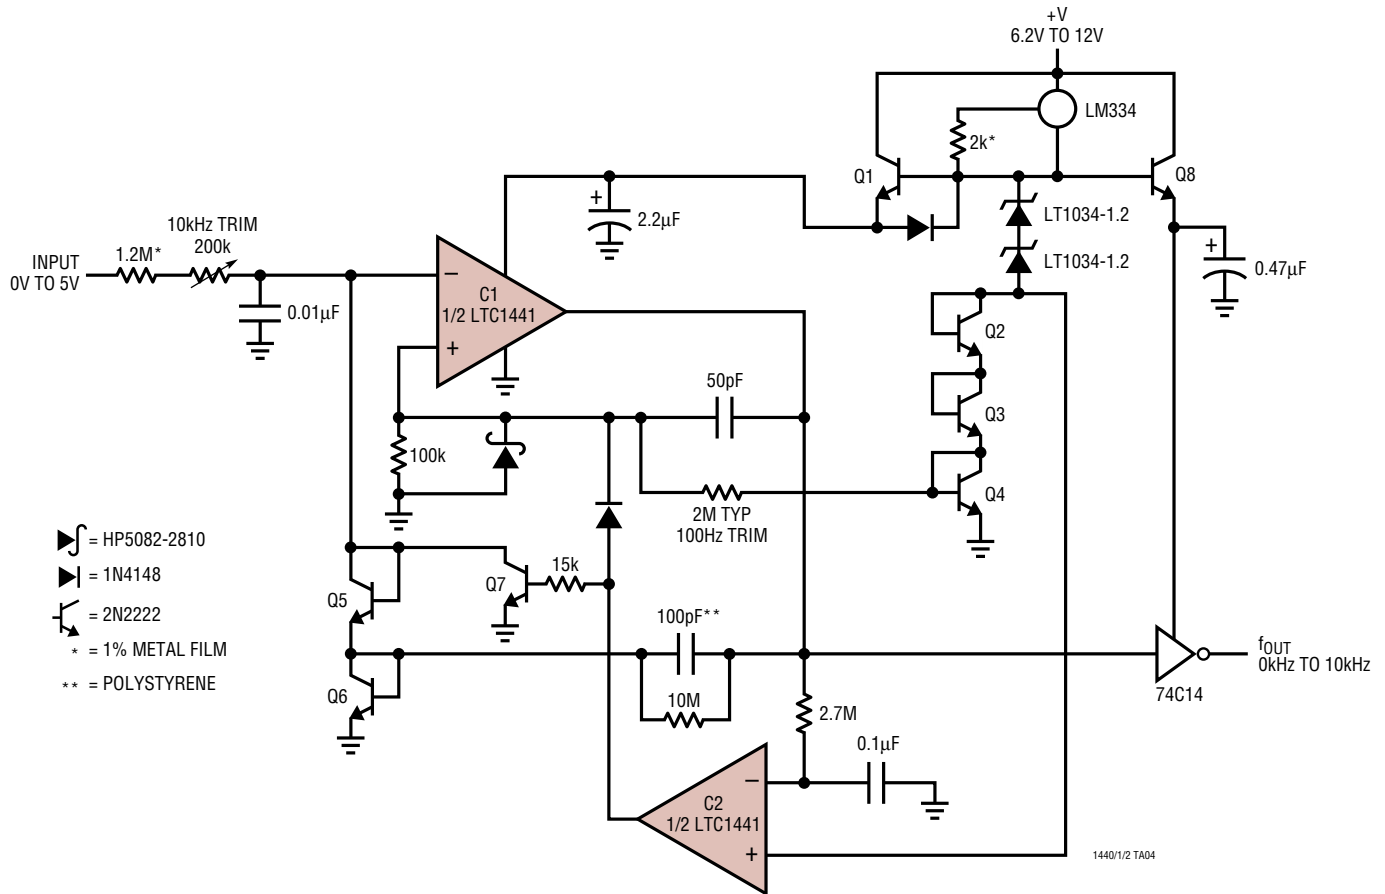 +V
6.2V TO 12V
LM334
2k*
Q1
Q8
LT1034-1.2
LT1034-1.2
2.2µF
0.47µF
10kHz TRIM
200k
1.2M*
INPUT
0V TO 5V
0.01µF
−
C1
1/2 LTC1441
+
+
+
Q2
Q3
Q4
50pF
100k
2M TYP
100Hz TRIM
= HP5082-2810
= 1N4148
= 2N2222
* = 1% METAL FILM
** = POLYSTYRENE
Q5
Q7
15k
Q6
100pF**
10M
2.7M
0.1µF
fOUT
0kHz TO 10kHz
74C14
−
C2
1/2 LTC1441
+
1440/1/2 TA04